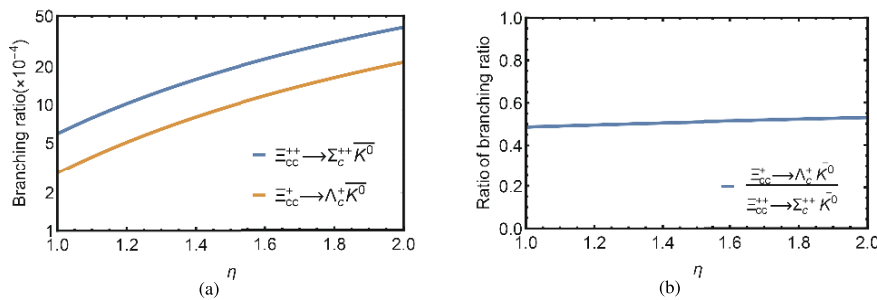 Branching ratio(×10⁻⁴)
50
20
10
5
2
1
Ξcc⁺⁺→Σc⁺⁺K̅⁰
Ξcc⁺→Λc⁺K̅⁰
1.0 1.2 1.4 1.6 1.8 2.0
η
(a)
Ratio of branching ratio
1.0
0.8
0.6
0.4
0.2
0.0
Ξcc⁺→Λc⁺K̅⁰
Ξcc⁺⁺→Σc⁺⁺K̅⁰
1.0 1.2 1.4 1.6 1.8 2.0
η
(b)